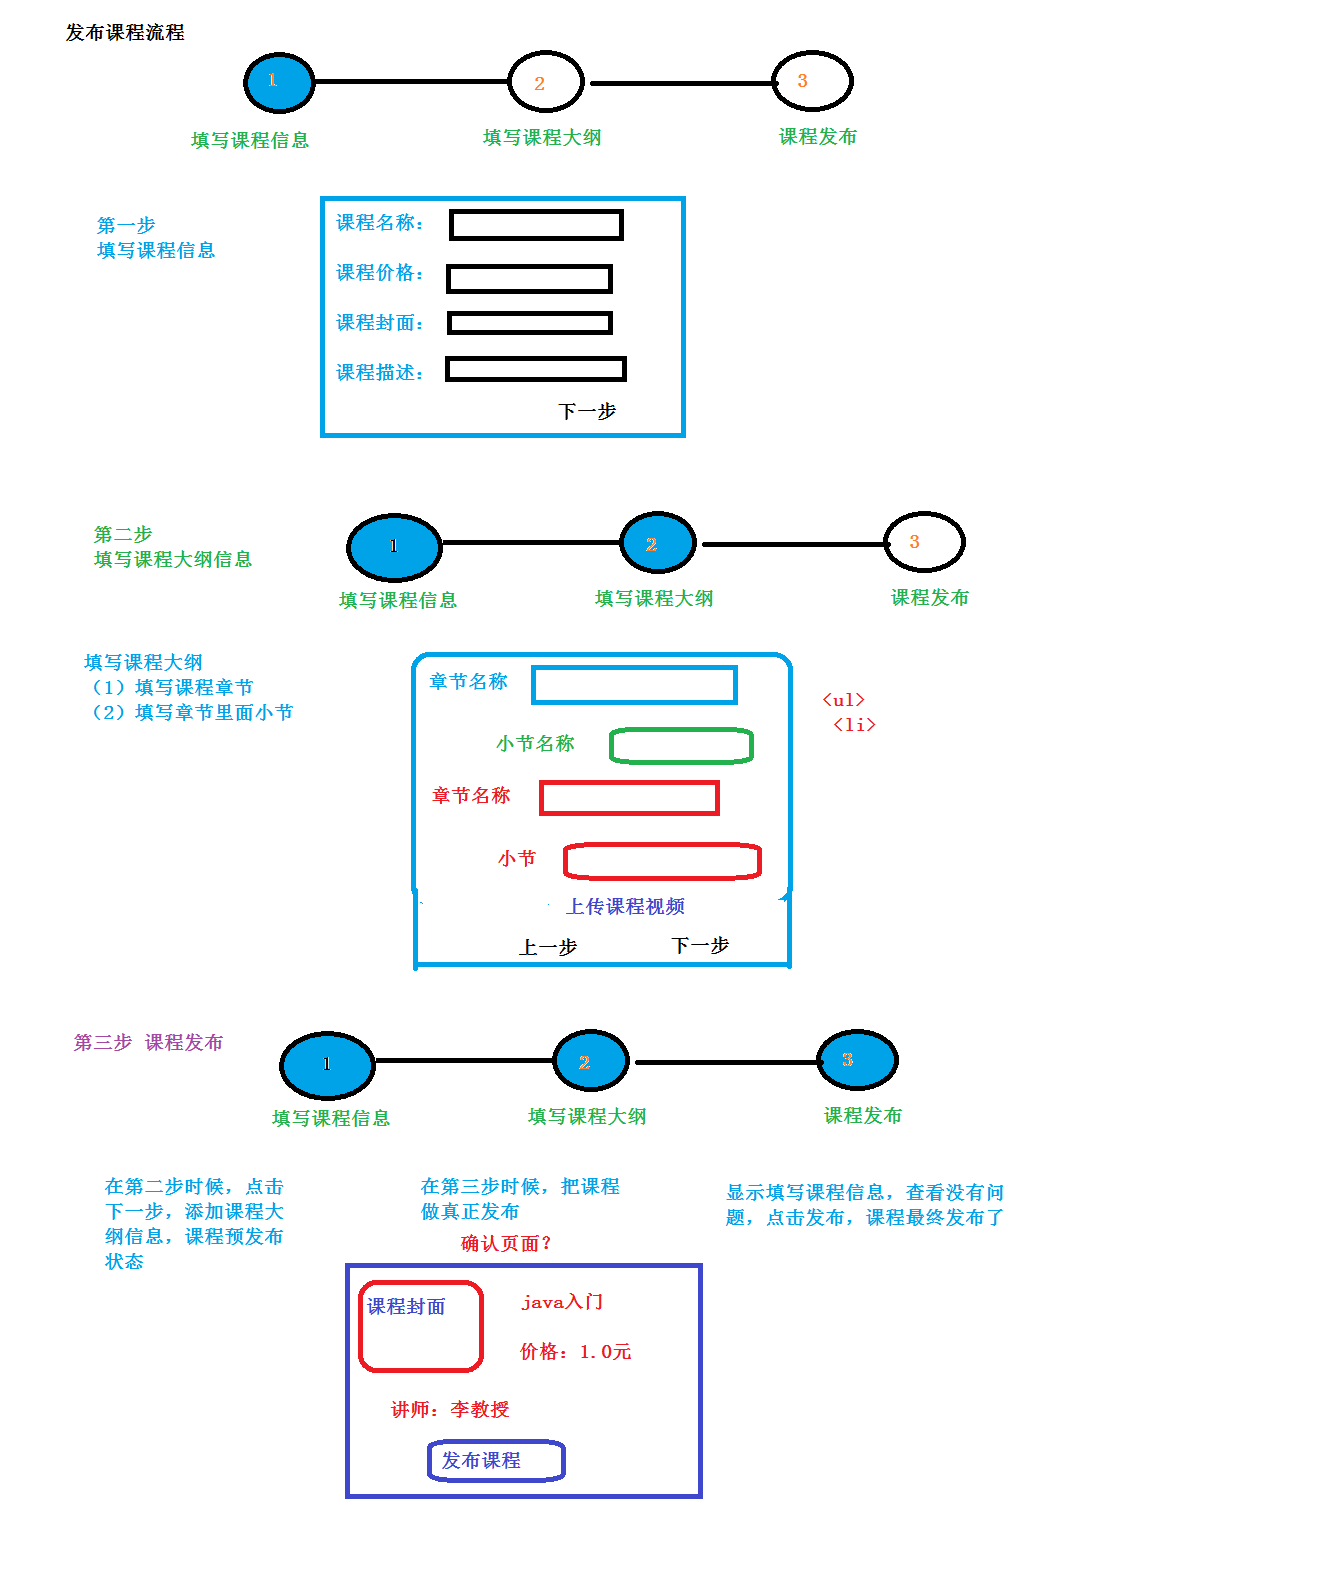 发布课程流程
1
2
3
填写课程信息
填写课程大纲
课程发布
第一步
填写课程信息
课程名称：
课程价格：
课程封面：
课程描述：
下一步
第二步
填写课程大纲信息
1
2
3
填写课程信息
填写课程大纲
课程发布
填写课程大纲
（1）填写课程章节
（2）填写章节里面小节
章节名称
小节名称
章节名称
小节
上传课程视频
上一步
下一步
<ul>
<li>
第三步 课程发布
1
2
3
填写课程信息
填写课程大纲
课程发布
在第二步时候，点击
下一步，添加课程大
纲信息，课程预发布
状态
在第三步时候，把课程
做真正发布
显示填写课程信息，查看没有问
题，点击发布，课程最终发布了
确认页面？
课程封面
java入门
价格：1.0元
讲师：李教授
发布课程